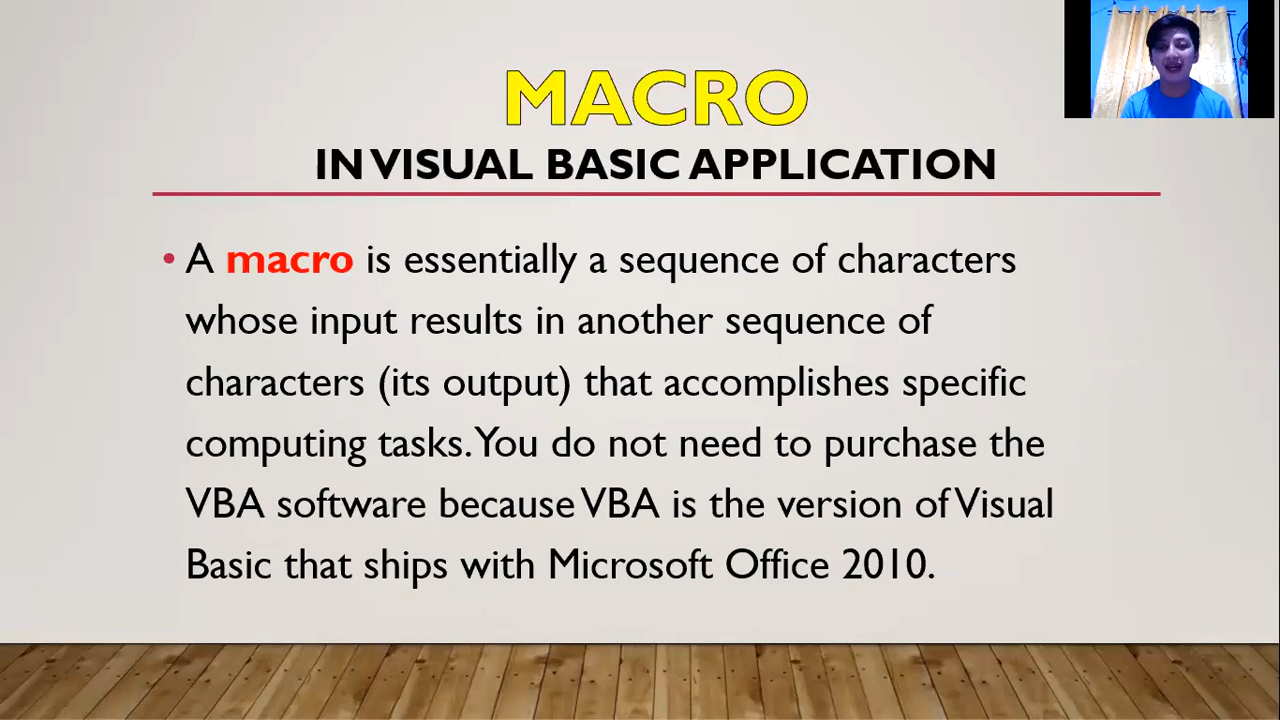 MACRO
IN VISUAL BASIC APPLICATION
• A macro is essentially a sequence of characters
whose input results in another sequence of
characters (its output) that accomplishes specific
computing tasks. You do not need to purchase the
VBA software because VBA is the version of Visual
Basic that ships with Microsoft Office 2010.